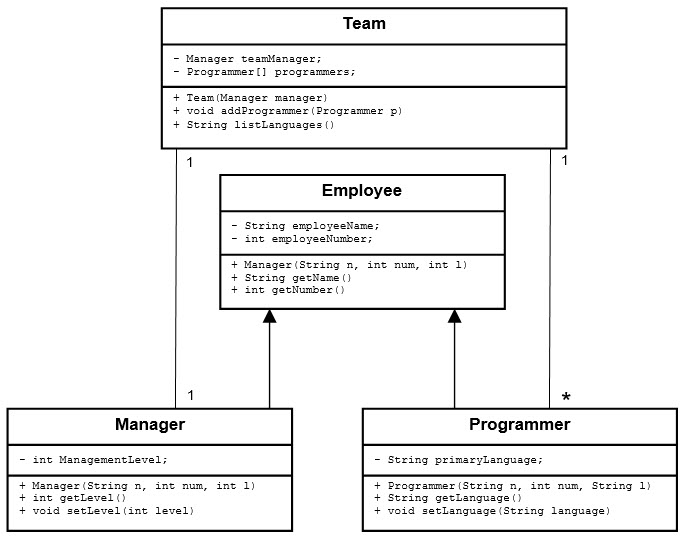 Team
- Manager teamManager;
- Programmer[] programmers;
+ Team(Manager manager)
+ void addProgrammer(Programmer p)
+ String listLanguages()
1
1
Employee
- String employeeName;
- int employeeNumber;
+ Manager(String n, int num, int l)
+ String getName()
+ int getNumber()
1
*
Manager
- int ManagementLevel;
+ Manager(String n, int num, int l)
+ int getLevel()
+ void setLevel(int level)
Programmer
- String primaryLanguage;
+ Programmer(String n, int num, String l)
+ String getLanguage()
+ void setLanguage(String language)